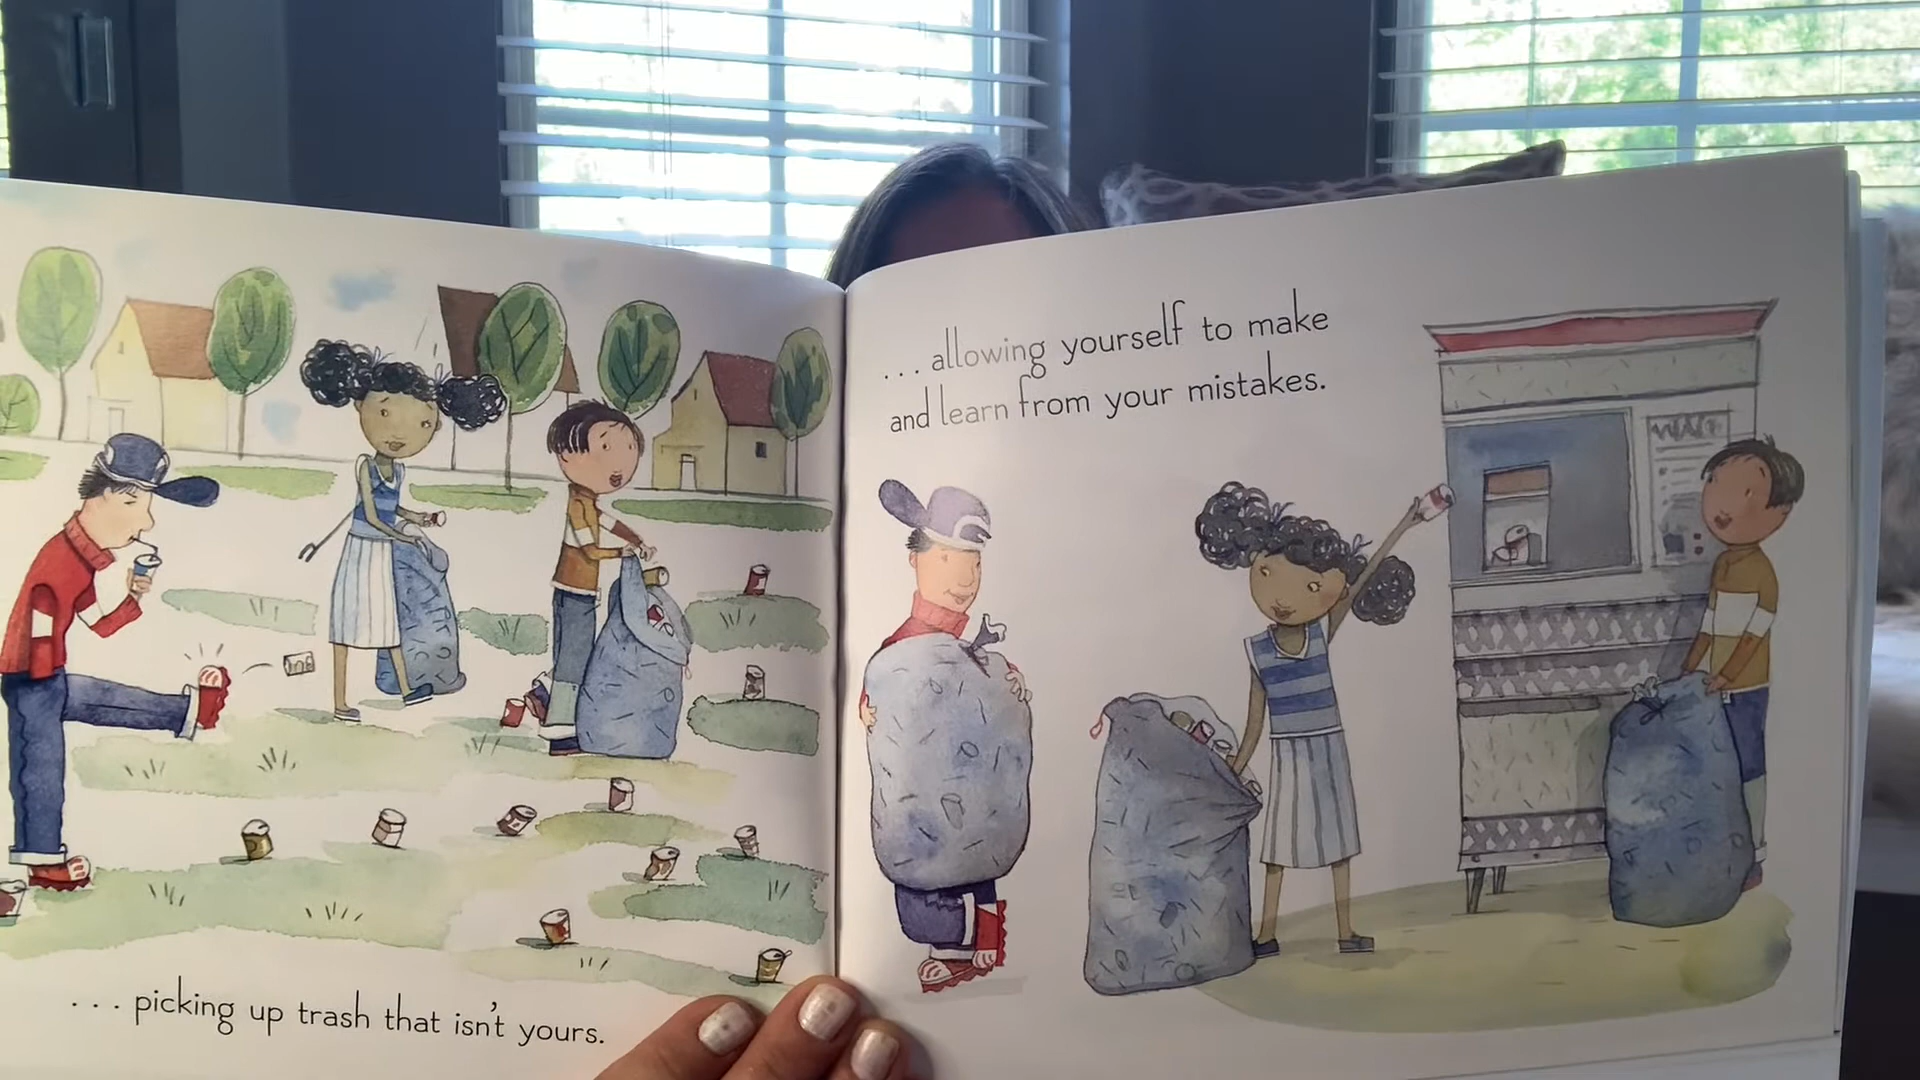 . . . picking up trash that isn't yours.
. . . allowing yourself to make
and learn from your mistakes.